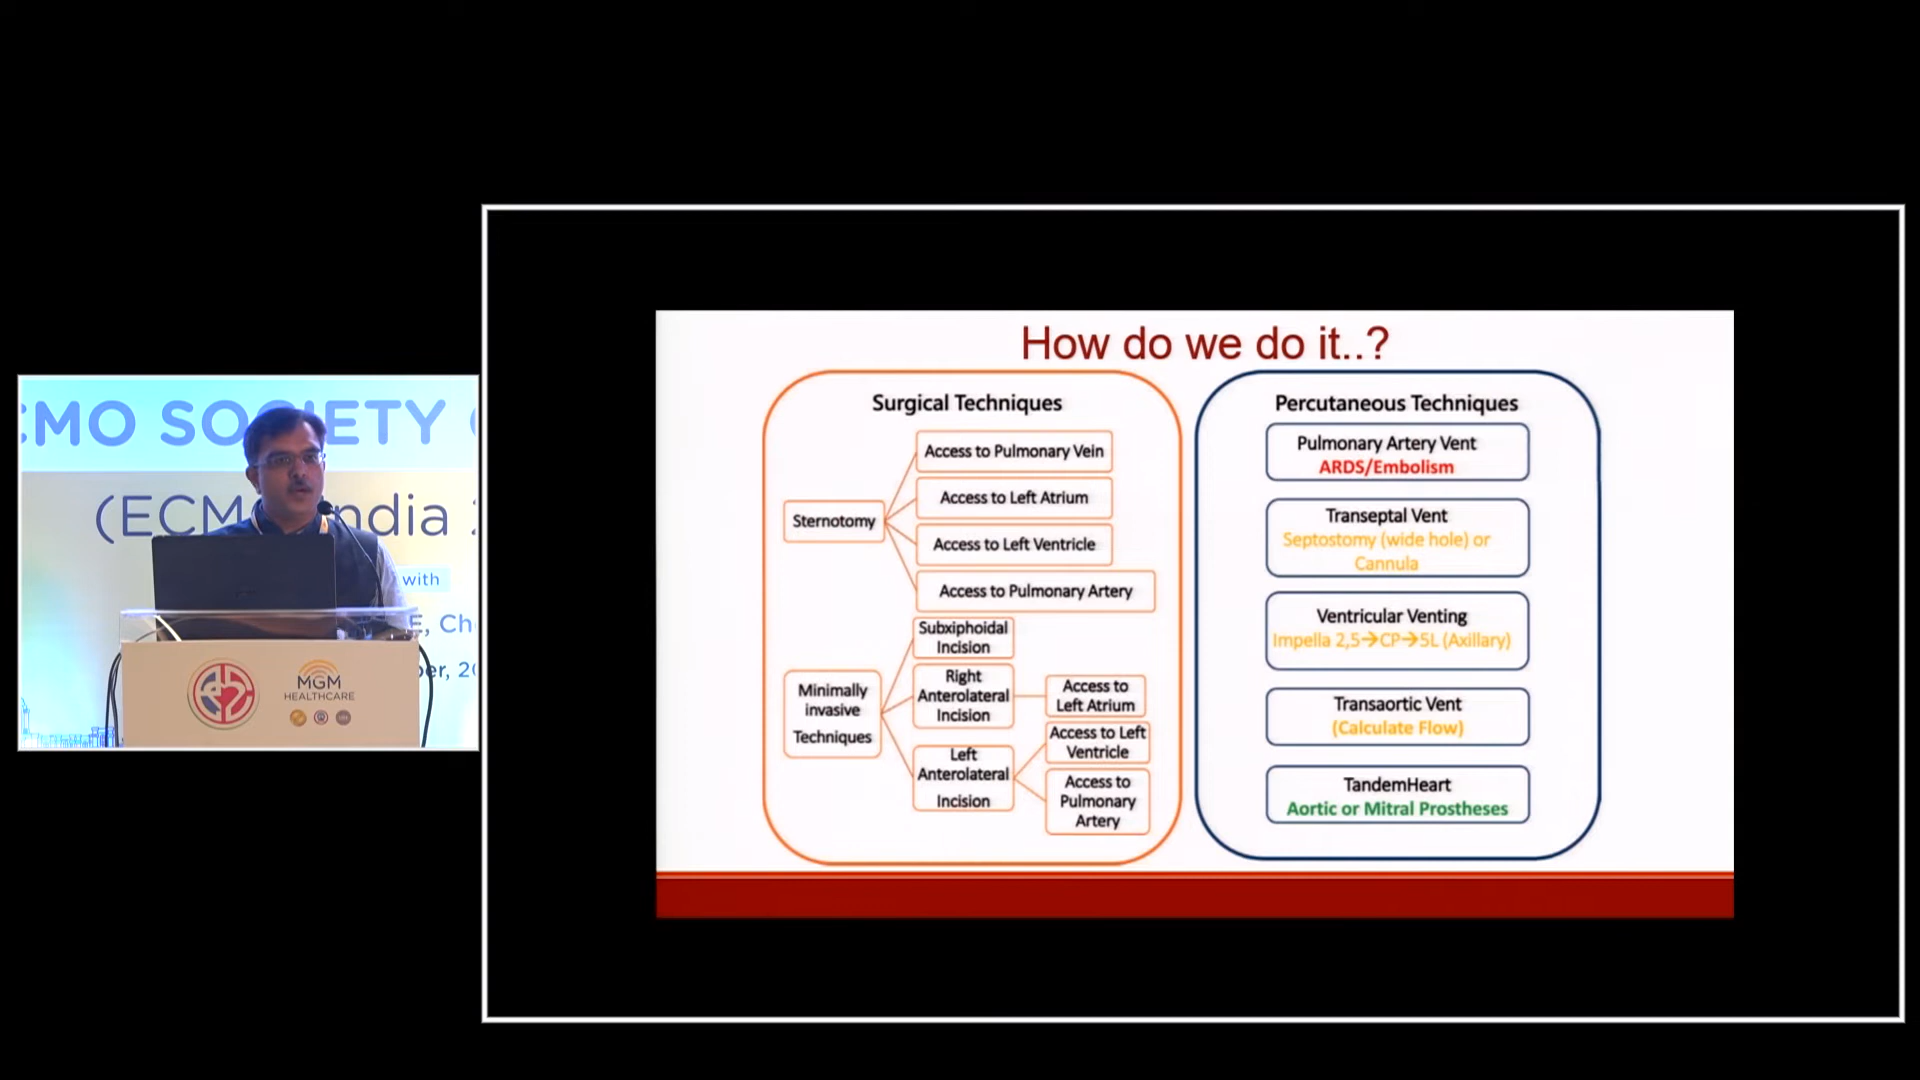 CMO SOCIETY
(ECM
ndia
with
E, Ch
ber, 20
MGM
HEALTHCARE
How do we do it..?
Surgical Techniques
Sternotomy
Access to Pulmonary Vein
Access to Left Atrium
Access to Left Ventricle
Access to Pulmonary Artery
Minimally
invasive
Techniques
Subxiphoidal
Incision
Right
Anterolateral
Incision
Access to
Left Atrium
Left
Anterolateral
Incision
Access to Left
Ventricle
Access to
Pulmonary
Artery
Percutaneous Techniques
Pulmonary Artery Vent
ARDS/Embolism
Transeptal Vent
Septostomy (wide hole) or
Cannula
Ventricular Venting
Impella 2,5→CP→5L (Axillary)
Transaortic Vent
(Calculate Flow)
TandemHeart
Aortic or Mitral Prostheses